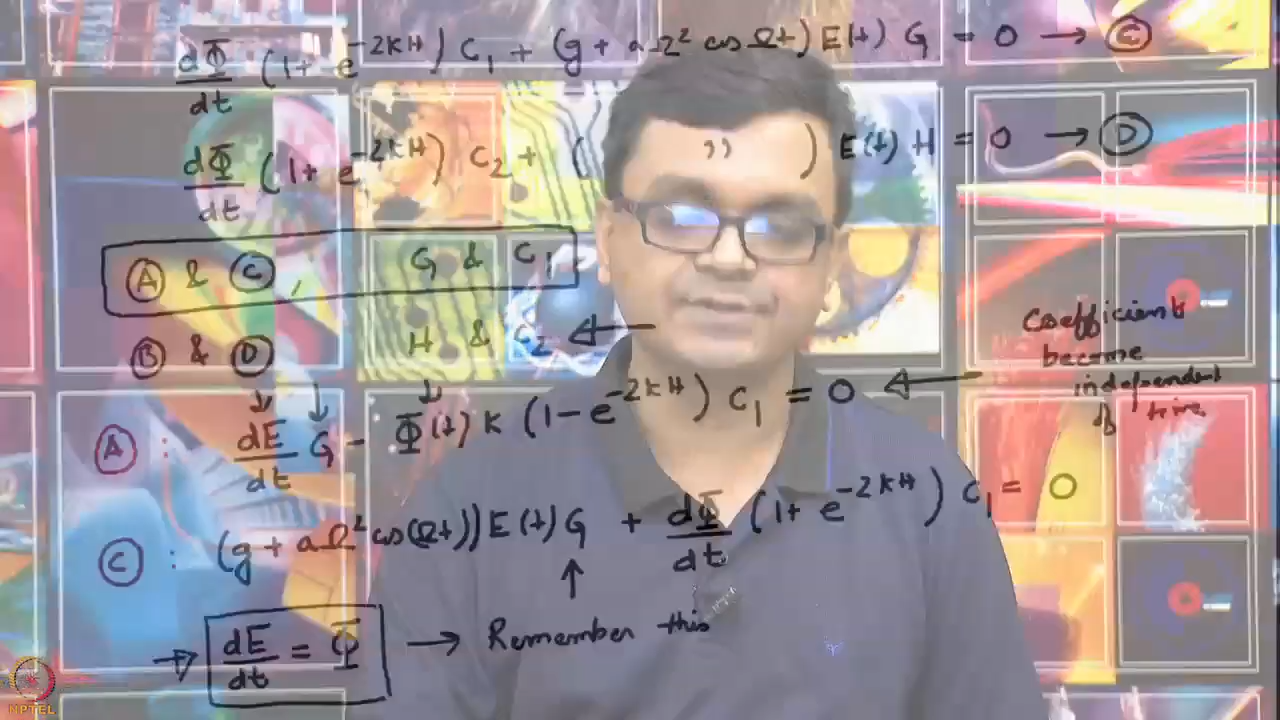 dΦ/dt (1+ e^-2KH) C₁ + (g + aΩ² cos Ωt) E(t) G = 0 → Ⓒ
dΦ/dt (1+ e^-2KH) C₂ + ( ,, ) E(t) H = 0 → Ⓓ
Ⓐ & Ⓒ, G & C₁
Ⓑ & Ⓓ H & C₂ ←
Coefficient
become
independent
of time
Ⓐ : dE/dt G - Φ(t) K (1- e^-2KH) C₁ = 0 ←
Ⓒ : (g + aΩ² cos(Ωt)) E(t) G + dΦ/dt (1+ e^-2KH) C₁ = 0
→ dE/dt = Φ → Remember this
NPTEL